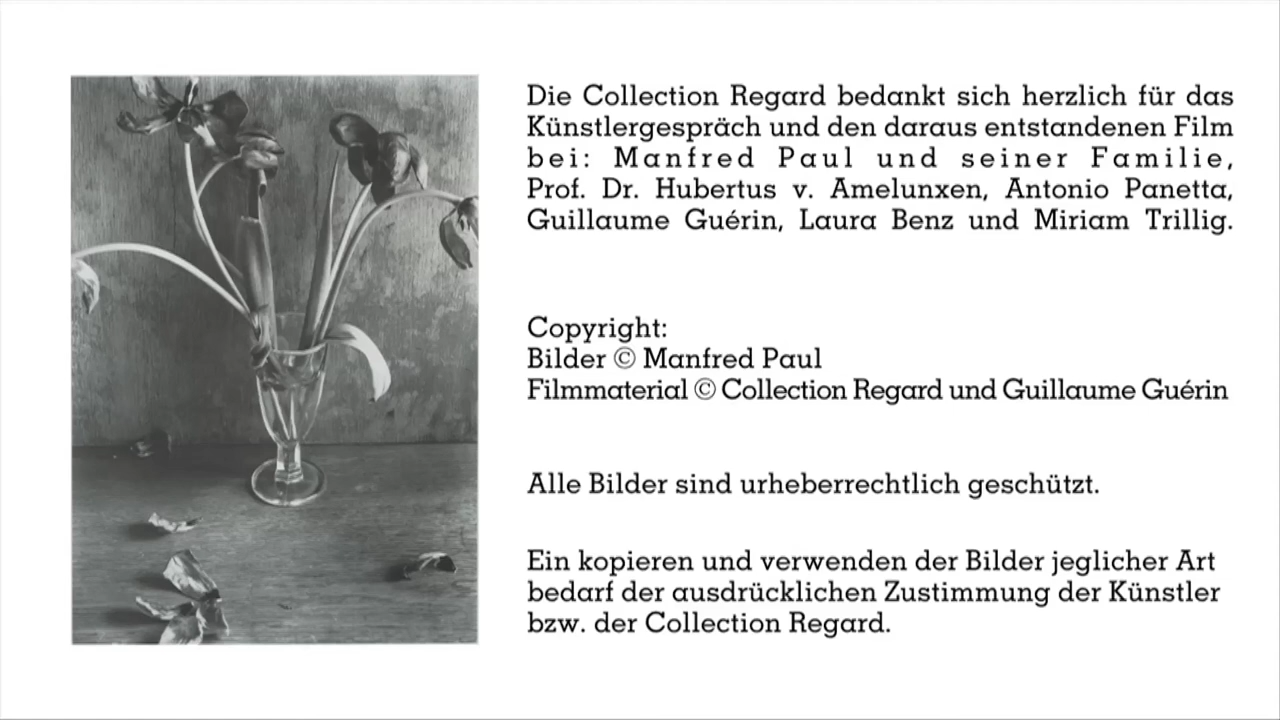 Die Collection Regard bedankt sich herzlich für das
Künstlergespräch und den daraus entstandenen Film
bei: Manfred Paul und seiner Familie,
Prof. Dr. Hubertus v. Amelunxen, Antonio Panetta,
Guillaume Guérin, Laura Benz und Miriam Trillig.
Copyright:
Bilder © Manfred Paul
Filmmaterial © Collection Regard und Guillaume Guérin
Alle Bilder sind urheberrechtlich geschützt.
Ein kopieren und verwenden der Bilder jeglicher Art
bedarf der ausdrücklichen Zustimmung der Künstler
bzw. der Collection Regard.